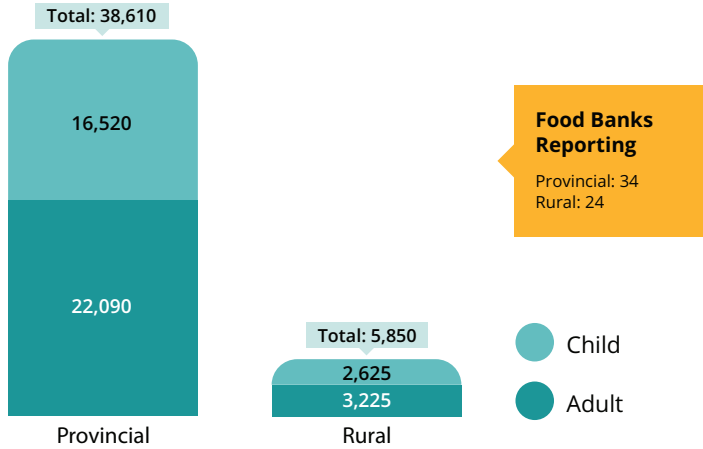 Total: 38,610
16,520
22,090
Provincial
Total: 5,850
2,625
3,225
Rural
Food Banks
Reporting
Provincial: 34
Rural: 24
Child
Adult